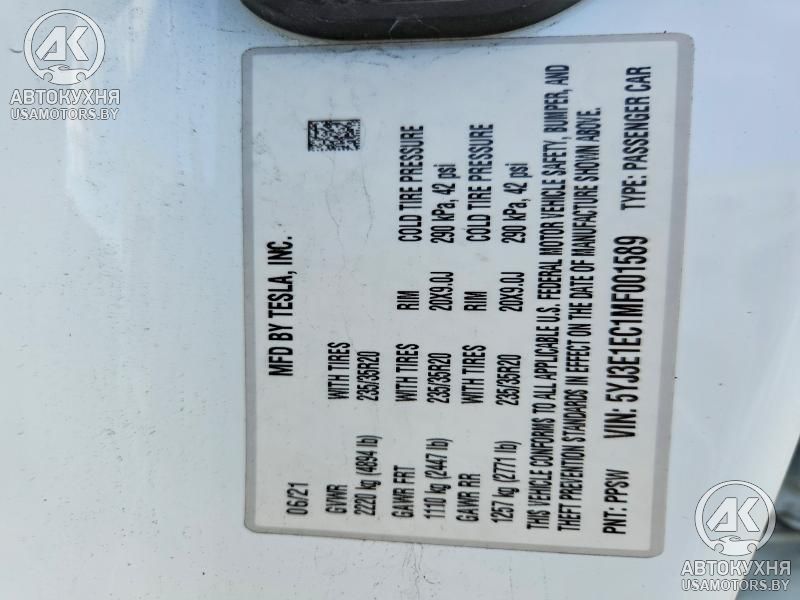 AK
АВТОКУХНЯ
USAMOTORS.BY
MFD BY TESLA, INC.
06/21
GVWR WITH TIRES
2220 kg (4894 lb) 235/35R20
GAWR FRT WITH TIRES RIM COLD TIRE PRESSURE
1110 kg (2447 lb) 235/35R20 20X9.0J 290 kPa, 42 psi
GAWR RR WITH TIRES RIM COLD TIRE PRESSURE
1257 kg (2771 lb) 235/35R20 20X9.0J 290 kPa, 42 psi
THIS VEHICLE CONFORMS TO ALL APPLICABLE U.S. FEDERAL MOTOR VEHICLE SAFETY, BUMPER, AND
THEFT PREVENTION STANDARDS IN EFFECT ON THE DATE OF MANUFACTURE SHOWN ABOVE.
PNT: PPSW VIN: 5YJ3E1EC1MF001589 TYPE: PASSENGER CAR
AK
АВТОКУХНЯ
USAMOTORS.BY